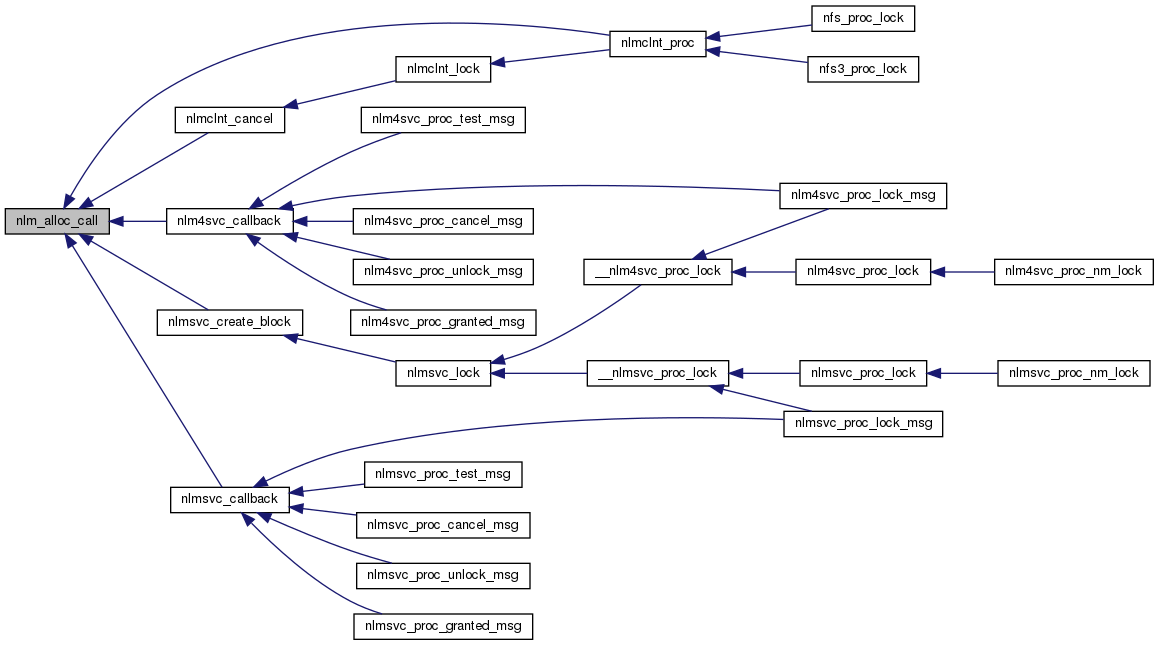 nfs_proc_lock
nlmclnt_proc
nlmclnt_lock
nfs3_proc_lock
nlmclnt_cancel
nlm4svc_proc_test_msg
nlm4svc_proc_lock_msg
nlm_alloc_call
nlm4svc_callback
nlm4svc_proc_cancel_msg
nlm4svc_proc_unlock_msg
__nlm4svc_proc_lock
nlm4svc_proc_lock
nlm4svc_proc_nm_lock
nlmsvc_create_block
nlm4svc_proc_granted_msg
nlmsvc_lock
__nlmsvc_proc_lock
nlmsvc_proc_lock
nlmsvc_proc_nm_lock
nlmsvc_proc_lock_msg
nlmsvc_proc_test_msg
nlmsvc_callback
nlmsvc_proc_cancel_msg
nlmsvc_proc_unlock_msg
nlmsvc_proc_granted_msg